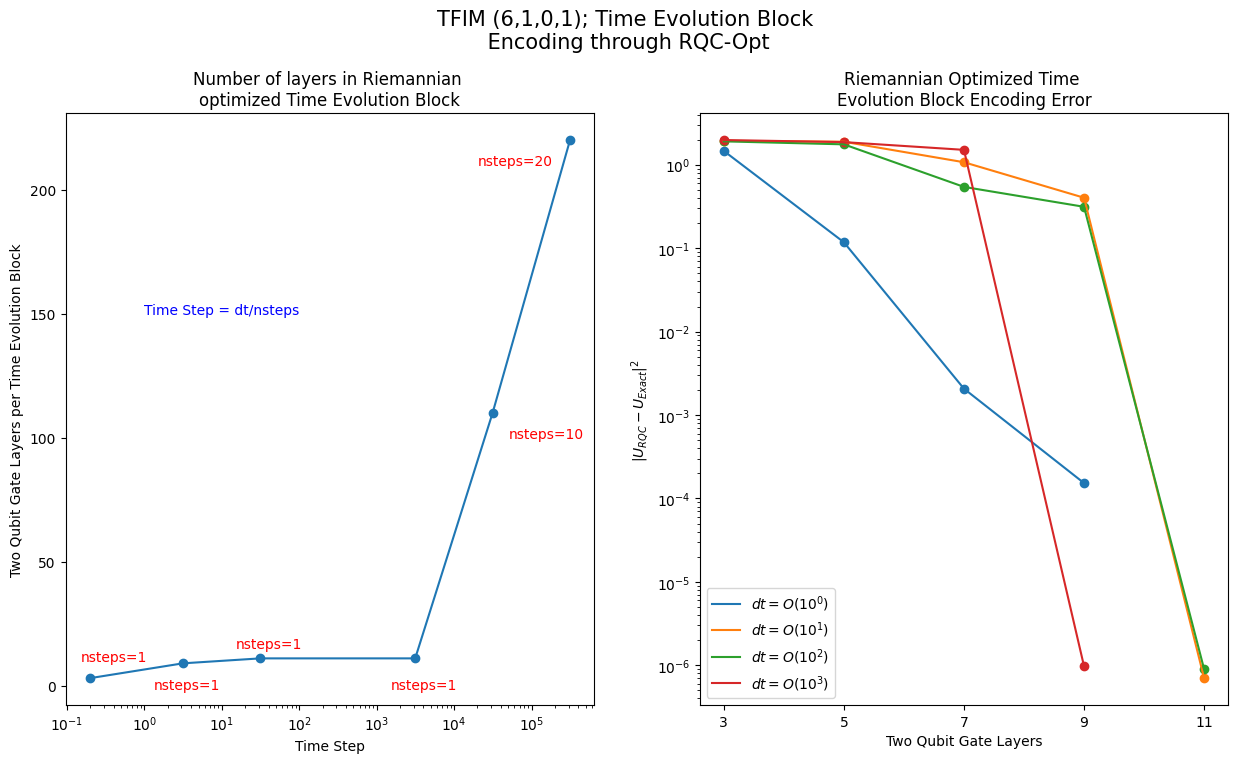 TFIM (6,1,0,1); Time Evolution Block
Encoding through RQC-Opt
Number of layers in Riemannian
optimized Time Evolution Block
Two Qubit Gate Layers per Time Evolution Block
200
150
100
50
0
nsteps=20
Time Step = dt/nsteps
nsteps=10
nsteps=1
nsteps=1
nsteps=1
nsteps=1
10⁻¹ 10⁰ 10¹ 10² 10³ 10⁴ 10⁵
Time Step
Riemannian Optimized Time
Evolution Block Encoding Error
|U_{RQC} − U_{Exact}|²
10⁰
10⁻¹
10⁻²
10⁻³
10⁻⁴
10⁻⁵
10⁻⁶
dt = O(10⁰)
dt = O(10¹)
dt = O(10²)
dt = O(10³)
3 5 7 9 11
Two Qubit Gate Layers